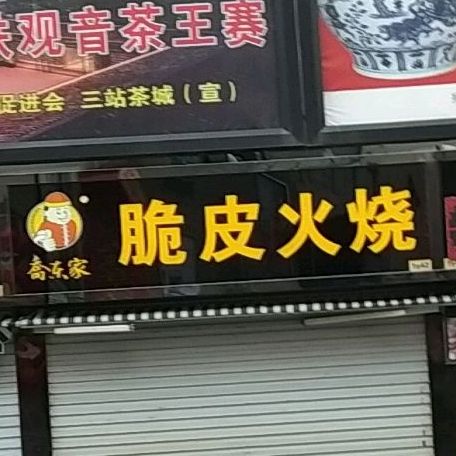 铁观音茶王赛
促进会 三站茶城（宣）
脆皮火烧
乔东家